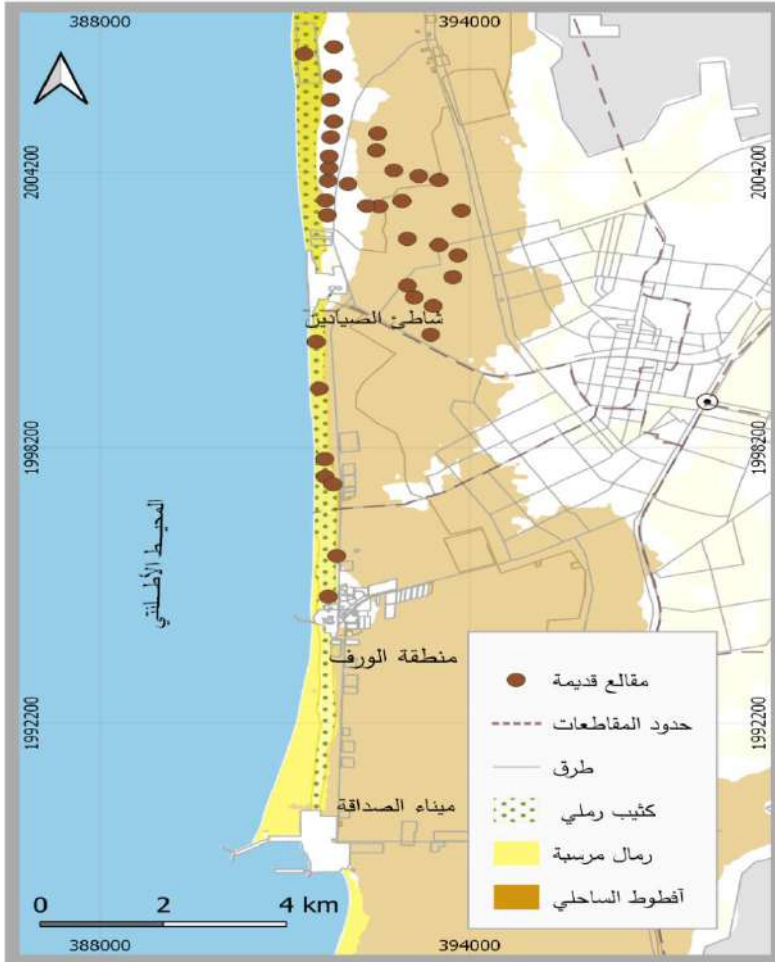 388000
394000
2004200
2004200
شاطئ الصيادين
1998200
1998200
المحيط الأطلنتي
منطقة الورف
1992200
1992200
ميناء الصداقة
مقالع قديمة
حدود المقاطعات
طرق
كثيب رملي
رمال مرسبة
آفطوط الساحلي
0 2 4 km
388000
394000